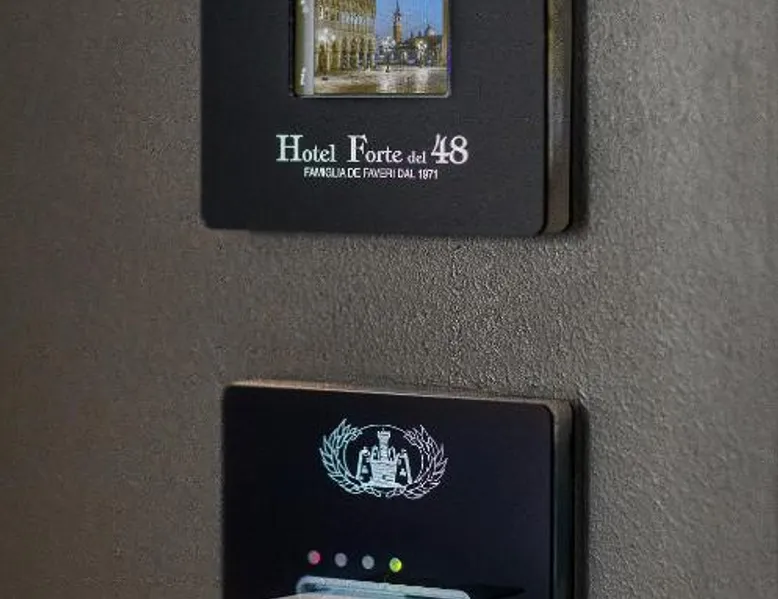 Hotel Forte del 48
FAMIGLIA DE FAVERI DAL 1971